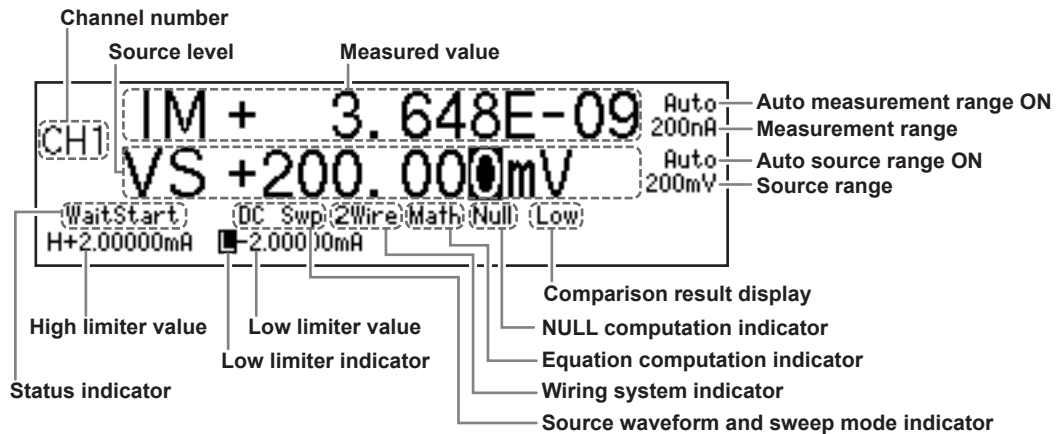 Channel number
Source level
Measured value
IM + 3.648E-09
Auto
200nA
Auto measurement range ON
Measurement range
CH1
VS +200.000mV
Auto
200mV
Auto source range ON
Source range
WaitStart DC Swp 2Wire Math Null Low
H+2.00000mA L-2.00000mA
Comparison result display
High limiter value
Low limiter value
NULL computation indicator
Low limiter indicator
Equation computation indicator
Status indicator
Wiring system indicator
Source waveform and sweep mode indicator